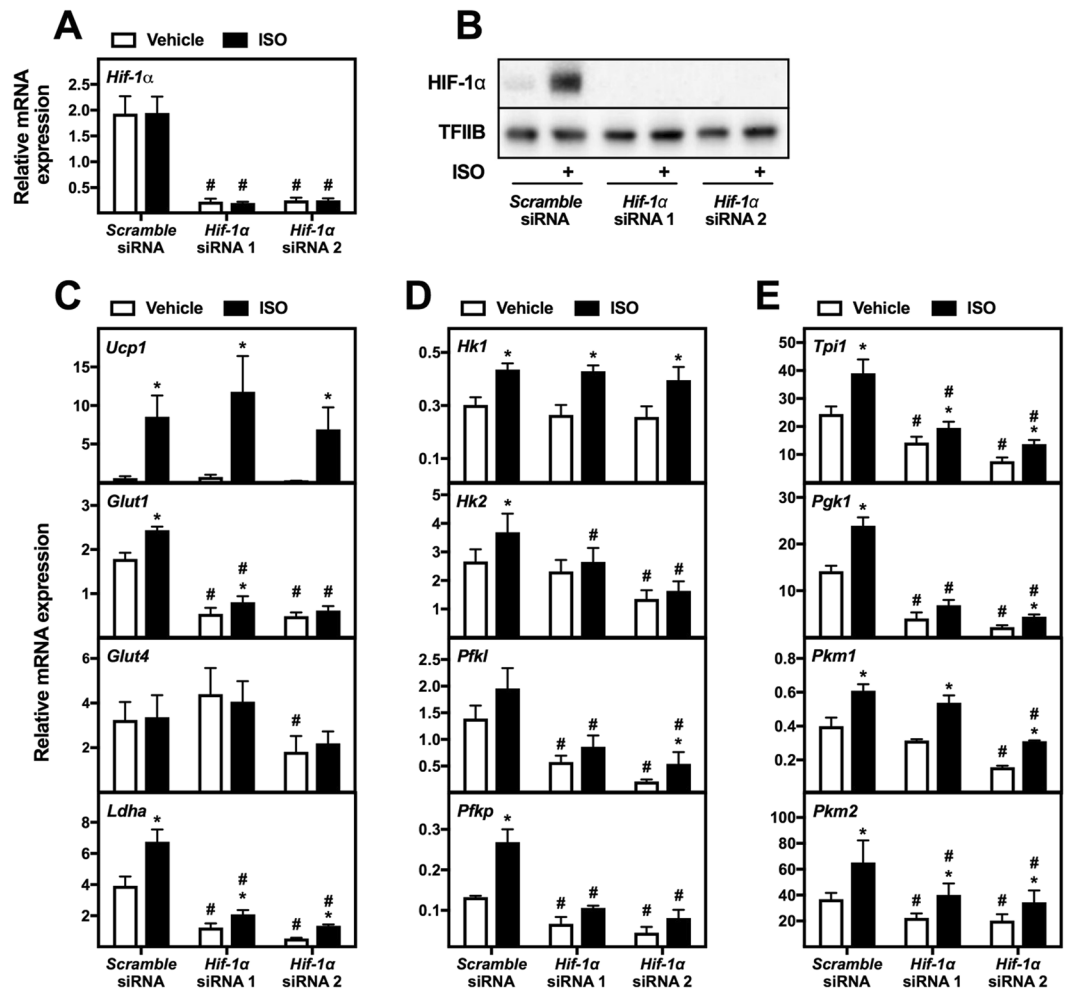 A
Vehicle ISO
Relative mRNA
expression
Hif-1α
2.5
2.0
1.5
1.0
0.5
# # # #
Scramble siRNA
Hif-1α siRNA 1
Hif-1α siRNA 2
B
HIF-1α
TFIIB
ISO + + +
Scramble siRNA
Hif-1α siRNA 1
Hif-1α siRNA 2
C
Vehicle ISO
Relative mRNA expression
Ucp1
15
10
5
* * *
Glut1
3
2
1
* # # * # #
Glut4
6
4
2
#
Ldha
8
6
4
2
* # # * # # *
Scramble siRNA
Hif-1α siRNA 1
Hif-1α siRNA 2
D
Vehicle ISO
Hk1
0.5
0.3
0.1
* * *
Hk2
5
4
3
2
1
* # # #
Pfkl
2.5
2.0
1.5
1.0
0.5
# # # # *
Pfkp
0.3
0.2
0.1
* # # # #
Scramble siRNA
Hif-1α siRNA 1
Hif-1α siRNA 2
E
Vehicle ISO
Tpi1
50
40
30
20
10
* # # * # # *
Pgk1
30
20
10
* # # # # *
Pkm1
0.8
0.6
0.4
0.2
* * # # *
Pkm2
100
80
60
40
20
* # # * # # *
Scramble siRNA
Hif-1α siRNA 1
Hif-1α siRNA 2